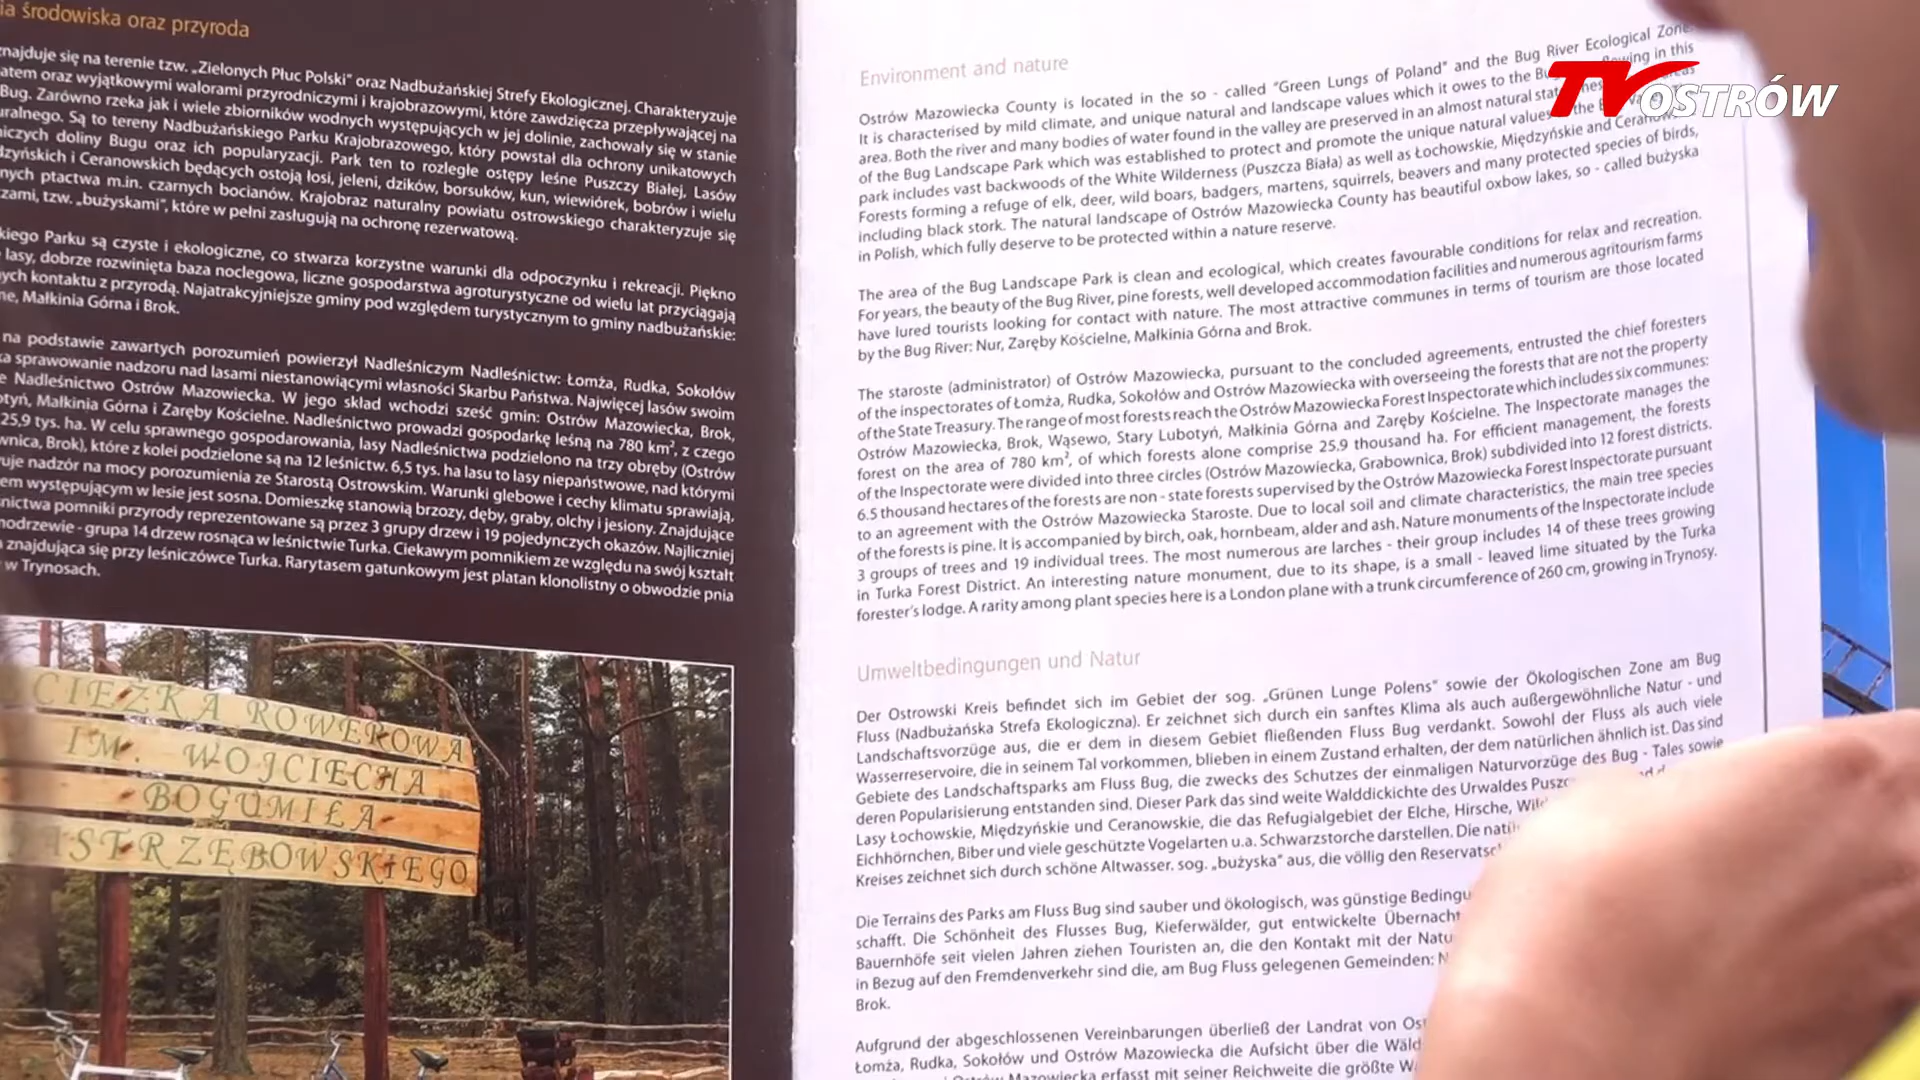 ia środowiska oraz przyroda
znajduje się na terenie tzw. „Zielonych Płuc Polski" oraz Nadbużańskiej Strefy Ekologicznej. Charakteryzuje
atem oraz wyjątkowymi walorami przyrodniczymi i krajobrazowymi, które zawdzięcza przepływającej na
Bug. Zarówno rzeka jak i wiele zbiorników wodnych występujących w jej dolinie, zachowały się w stanie
uralnego. Są to tereny Nadbużańskiego Parku Krajobrazowego, który powstał dla ochrony unikatowych
iczych doliny Bugu oraz ich popularyzacji. Park ten to rozległe ostępy leśne Puszczy Białej, Lasów
dzyńskich i Ceranowskich będących ostoją łosi, jeleni, dzików, borsuków, kun, wiewiórek, bobrów i wielu
nych ptactwa m.in. czarnych bocianów. Krajobraz naturalny powiatu ostrowskiego charakteryzuje się
zami, tzw. „bużyskami", które w pełni zasługują na ochronę rezerwatową.
kiego Parku są czyste i ekologiczne, co stwarza korzystne warunki dla odpoczynku i rekreacji. Piękno
lasy, dobrze rozwinięta baza noclegowa, liczne gospodarstwa agroturystyczne od wielu lat przyciągają
ych kontaktu z przyrodą. Najatrakcyjniejsze gminy pod względem turystycznym to gminy nadbużańskie:
ne, Małkinia Górna i Brok.
na podstawie zawartych porozumień powierzył Nadleśniczym Nadleśnictw: Łomża, Rudka, Sokołów
ka sprawowanie nadzoru nad lasami niestanowiącymi własności Skarbu Państwa. Najwięcej lasów swoim
e Nadleśnictwo Ostrów Mazowiecka. W jego skład wchodzi sześć gmin: Ostrów Mazowiecka, Brok,
otyń, Małkinia Górna i Zaręby Kościelne. Nadleśnictwo prowadzi gospodarkę leśną na 780 km², z czego
25,9 tys. ha. W celu sprawnego gospodarowania, lasy Nadleśnictwa podzielono na trzy obręby (Ostrów
wnica, Brok), które z kolei podzielone są na 12 leśnictw. 6,5 tys. ha lasu to lasy niepaństwowe, nad którymi
uje nadzór na mocy porozumienia ze Starostą Ostrowskim. Warunki glebowe i cechy klimatu sprawiają,
em występującym w lesie jest sosna. Domieszkę stanowią brzozy, dęby, graby, olchy i jesiony. Znajdujące
nictwa pomniki przyrody reprezentowane są przez 3 grupy drzew i 19 pojedynczych okazów. Najliczniej
modrzewie - grupa 14 drzew rosnąca w leśnictwie Turka. Ciekawym pomnikiem ze względu na swój kształt
znajdująca się przy leśniczówce Turka. Rarytasem gatunkowym jest platan klonolistny o obwodzie pnia
w Trynosach.
ŚCIEŻKA ROWEROWA
IM. WOJCIECHA
BOGUMIŁA
JASTRZĘBOWSKIEGO
Environment and nature
Ostrów Mazowiecka County is located in the so - called "Green Lungs of Poland" and the Bug River Ecological Zone.
It is characterised by mild climate, and unique natural and landscape values which it owes to the Bug flowing in this
area. Both the river and many bodies of water found in the valley are preserved in an almost natural
of the Bug Landscape Park which was established to protect and promote the unique natural values the
park includes vast backwoods of the White Wilderness (Puszcza Biała) as well as Łochowskie, Międzyńskie and
Forests forming a refuge of elk, deer, wild boars, badgers, martens, squirrels, beavers and many protected species of birds,
including black stork. The natural landscape of Ostrów Mazowiecka County has beautiful oxbow lakes, so - called bużyska
in Polish, which fully deserve to be protected within a nature reserve.
The area of the Bug Landscape Park is clean and ecological, which creates favourable conditions for relax and recreation.
For years, the beauty of the Bug River, pine forests, well developed accommodation facilities and numerous agritourism farms
have lured tourists looking for contact with nature. The most attractive communes in terms of tourism are those located
by the Bug River: Nur, Zaręby Kościelne, Małkinia Górna and Brok.
The staroste (administrator) of Ostrów Mazowiecka, pursuant to the concluded agreements, entrusted the chief foresters
of the inspectorates of Łomża, Rudka, Sokołów and Ostrów Mazowiecka with overseeing the forests that are not the property
of the State Treasury. The range of most forests reach the Ostrów Mazowiecka Forest Inspectorate which includes six communes:
Ostrów Mazowiecka, Brok, Wąsewo, Stary Lubotyń, Małkinia Górna and Zaręby Kościelne. The Inspectorate manages the
forest on the area of 780 km², of which forests alone comprise 25,9 thousand ha. For efficient management, the forests
of the Inspectorate were divided into three circles (Ostrów Mazowiecka, Grabownica, Brok) subdivided into 12 forest districts.
6.5 thousand hectares of the forests are non - state forests supervised by the Ostrów Mazowiecka Forest Inspectorate pursuant
to an agreement with the Ostrów Mazowiecka Staroste. Due to local soil and climate characteristics, the main tree species
of the forests is pine. It is accompanied by birch, oak, hornbeam, alder and ash. Nature monuments of the Inspectorate include
3 groups of trees and 19 individual trees. The most numerous are larches - their group includes 14 of these trees growing
in Turka Forest District. An interesting nature monument, due to its shape, is a small - leaved lime situated by the Turka
forester's lodge. A rarity among plant species here is a London plane with a trunk circumference of 260 cm, growing in Trynosy.
Umweltbedingungen und Natur
Der Ostrowski Kreis befindet sich im Gebiet der sog. „Grünen Lunge Polens" sowie der Ökologischen Zone am Bug
Fluss (Nadbużańska Strefa Ekologiczna). Er zeichnet sich durch ein sanftes Klima als auch außergewöhnliche Natur - und
Landschaftsvorzüge aus, die er dem in diesem Gebiet fließenden Fluss Bug verdankt. Sowohl der Fluss als auch viele
Wasserreservoire, die in seinem Tal vorkommen, blieben in einem Zustand erhalten, der dem natürlichen ähnlich ist. Das sind
Gebiete des Landschaftsparks am Fluss Bug, die zwecks des Schutzes der einmaligen Naturvorzüge des Bug - Tales sowie
deren Popularisierung entstanden sind. Dieser Park das sind weite Walddickichte des Urwaldes
Lasy Łochowskie, Międzyńskie und Ceranowskie, die das Refugialgebiet der Elche, Hirsche,
Eichhörnchen, Biber und viele geschützte Vogelarten u.a. Schwarzstorche darstellen. Die
Kreises zeichnet sich durch schöne Altwasser. sog. „bużyska" aus, die völlig den
Die Terrains des Parks am Fluss Bug sind sauber und ökologisch, was günstige
schafft. Die Schönheit des Flusses Bug, Kieferwälder, gut entwickelte
Bauernhöfe seit vielen Jahren ziehen Touristen an, die den Kontakt mit der
in Bezug auf den Fremdenverkehr sind die, am Bug Fluss gelegenen Gemeinden:
Brok.
Aufgrund der abgeschlossenen Vereinbarungen überließ der Landrat von
Łomża, Rudka, Sokołów und Ostrów Mazowiecka die Aufsicht über die
Mazowiecka erfasst mit seiner Reichweite die größte
TV OSTRÓW